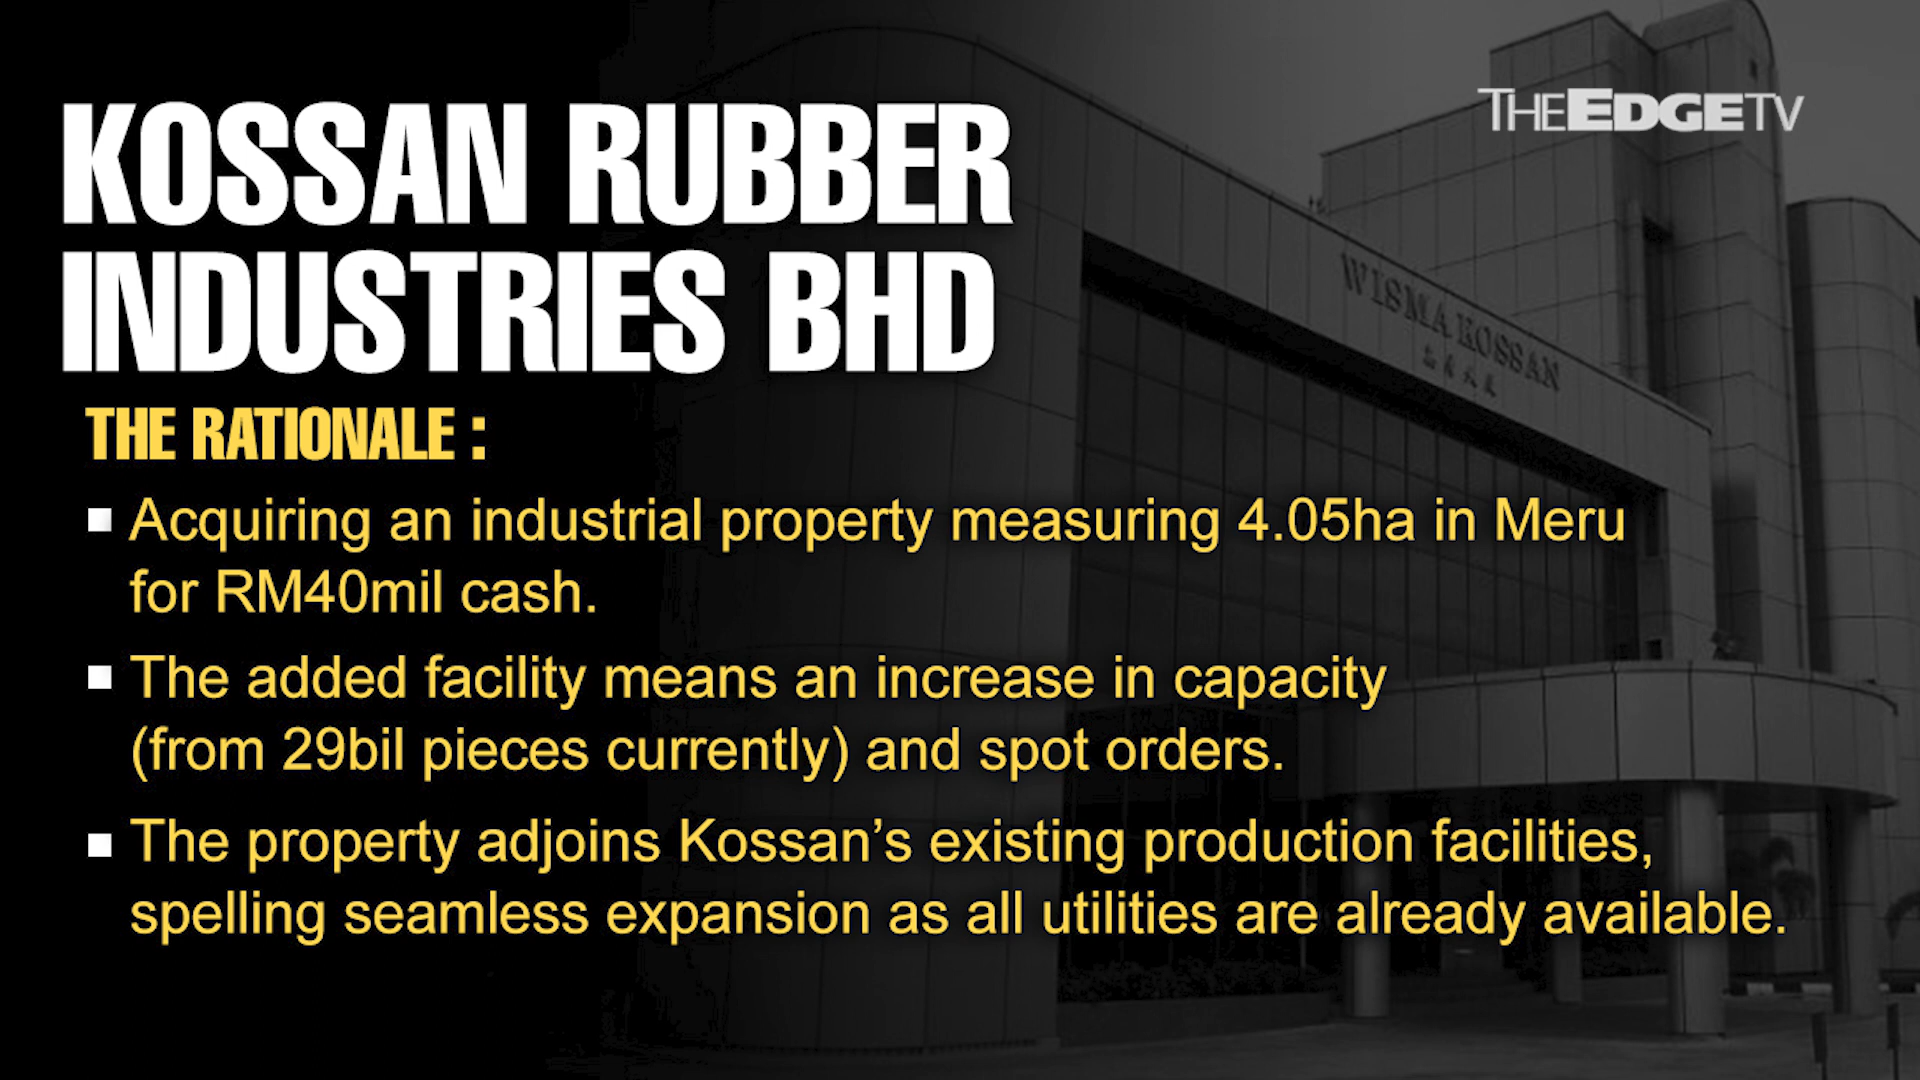 THEEDGETV
KOSSAN RUBBER
INDUSTRIES BHD
WISMA KOSSAN
THE RATIONALE :
Acquiring an industrial property measuring 4.05ha in Meru
for RM40mil cash.
The added facility means an increase in capacity
(from 29bil pieces currently) and spot orders.
The property adjoins Kossan’s existing production facilities,
spelling seamless expansion as all utilities are already available.